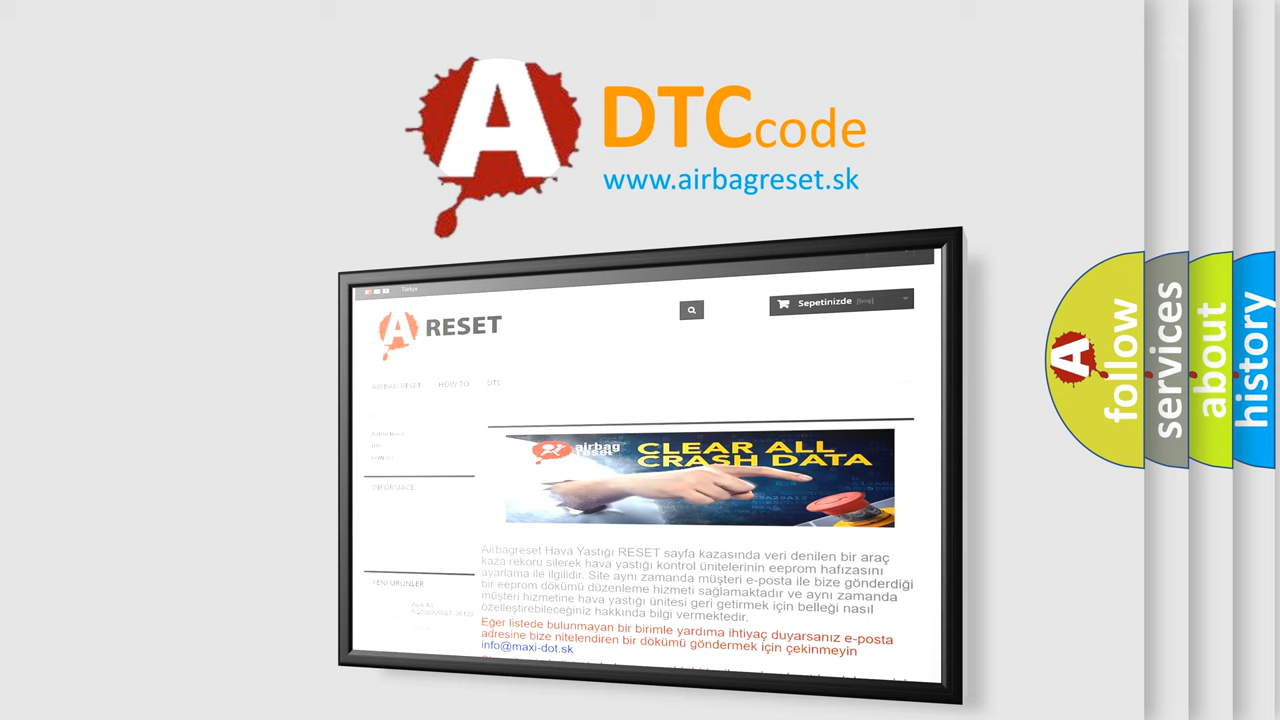 A DTC code
www.airbagreset.sk
Türkçe
A RESET
Sepetinizde [boş]
AIRBAG RESET HOW TO DTC
airbag
reset
CLEAR ALL
CRASH DATA
INFORMACE
Airbagreset Hava Yastığı RESET sayfa kazasında veri denilen bir araç
kaza rekoru silerek hava yastığı kontrol ünitelerinin eeprom hafızasını
ayarlama ile ilgilidir. Site aynı zamanda müşteri e-posta ile bize gönderdiği
bir eeprom dökümü düzenleme hizmeti sağlamaktadır ve aynı zamanda
müşteri hizmetine hava yastığı ünitesi geri getirmek için belleği nasıl
özelleştirebileceğiniz hakkında bilgi vermektedir.
Eğer listede bulunmayan bir birimle yardıma ihtiyaç duyarsanız e-posta
adresine bize nitelendiren bir dökümü göndermek için çekinmeyin
info@maxi-dot.sk
YENI ÜRÜNLER
A follow
services
about
history